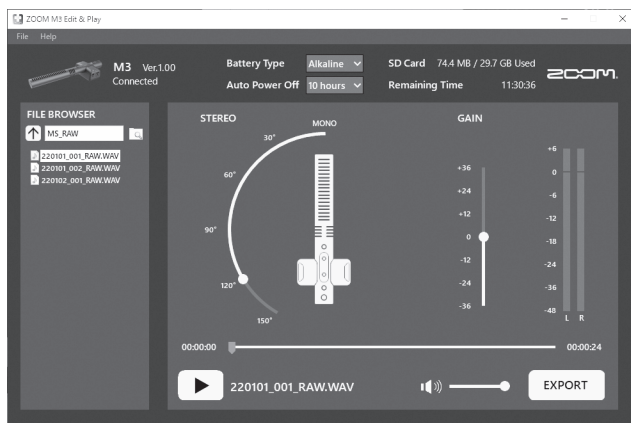 ZOOM M3 Edit & Play
File Help
M3 Ver.1.00
Connected
Battery Type Alkaline
Auto Power Off 10 hours
SD Card 74.4 MB / 29.7 GB Used
Remaining Time 11:30:36
ZOOM
FILE BROWSER
MS_RAW
220101_001_RAW.WAV
220101_002_RAW.WAV
220102_001_RAW.WAV
STEREO
MONO
30°
60°
90°
120°
150°
GAIN
+36
+24
+12
0
-12
-24
-36
+6
0
-6
-12
-18
-24
-36
-48
L R
00:00:00 00:00:24
220101_001_RAW.WAV
EXPORT